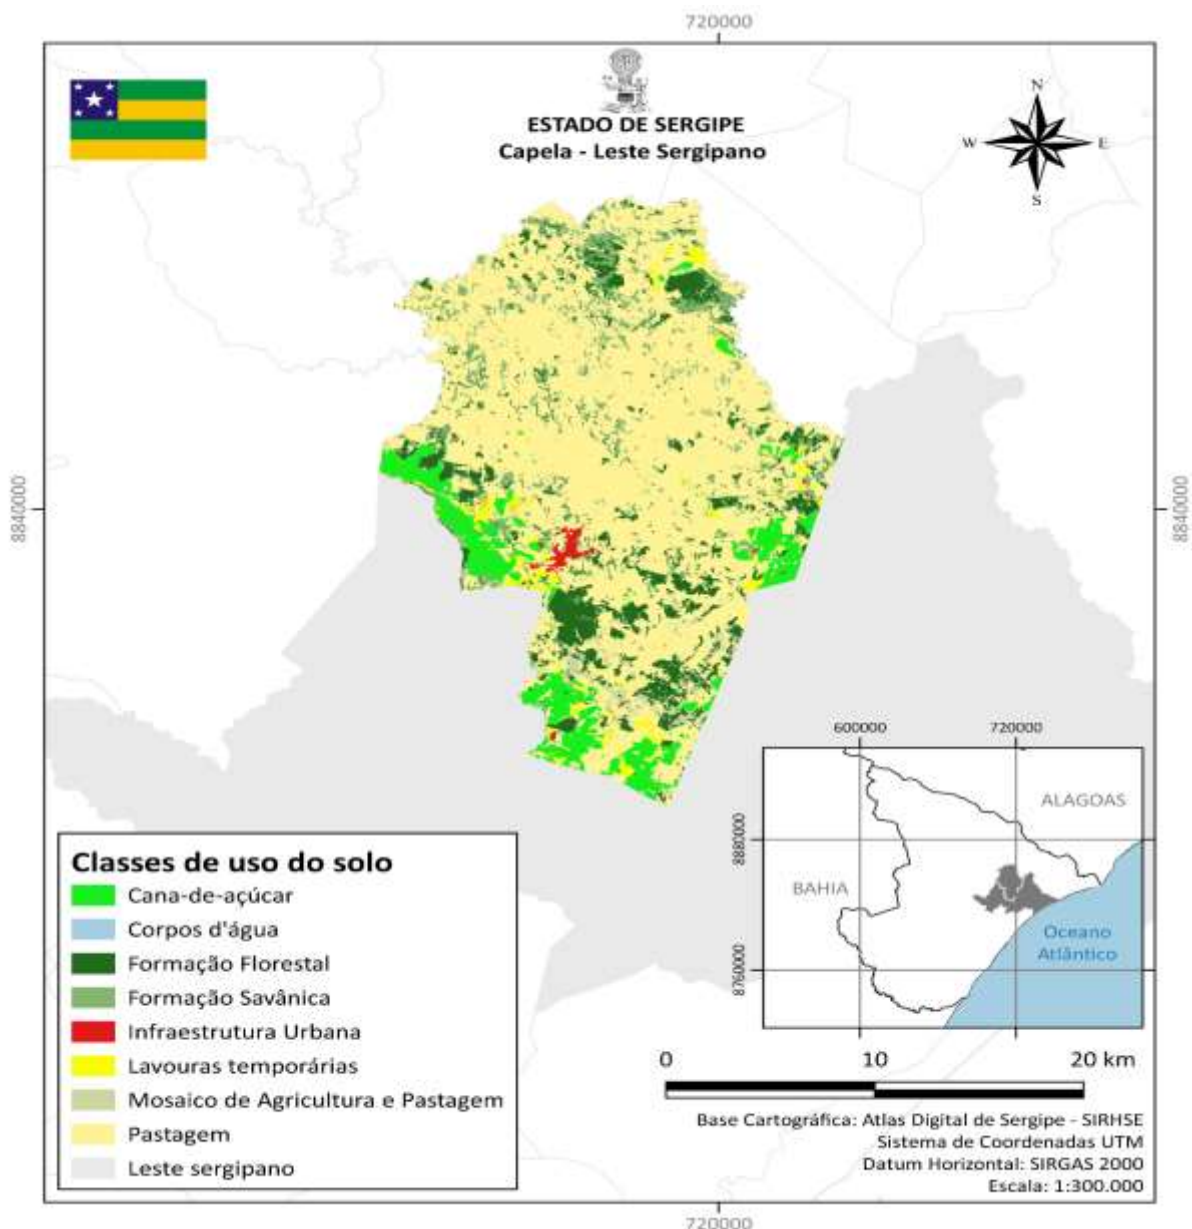 720000
ESTADO DE SERGIPE
Capela - Leste Sergipano
N
W
E
S
8840000
8840000
600000
720000
ALAGOAS
8880000
BAHIA
Oceano
Atlântico
8760000
Classes de uso do solo
Cana-de-açúcar
Corpos d'água
Formação Florestal
Formação Savânica
Infraestrutura Urbana
Lavouras temporárias
Mosaico de Agricultura e Pastagem
Pastagem
Leste sergipano
0 10 20 km
Base Cartográfica: Atlas Digital de Sergipe - SIRHSE
Sistema de Coordenadas UTM
Datum Horizontal: SIRGAS 2000
Escala: 1:300.000
720000